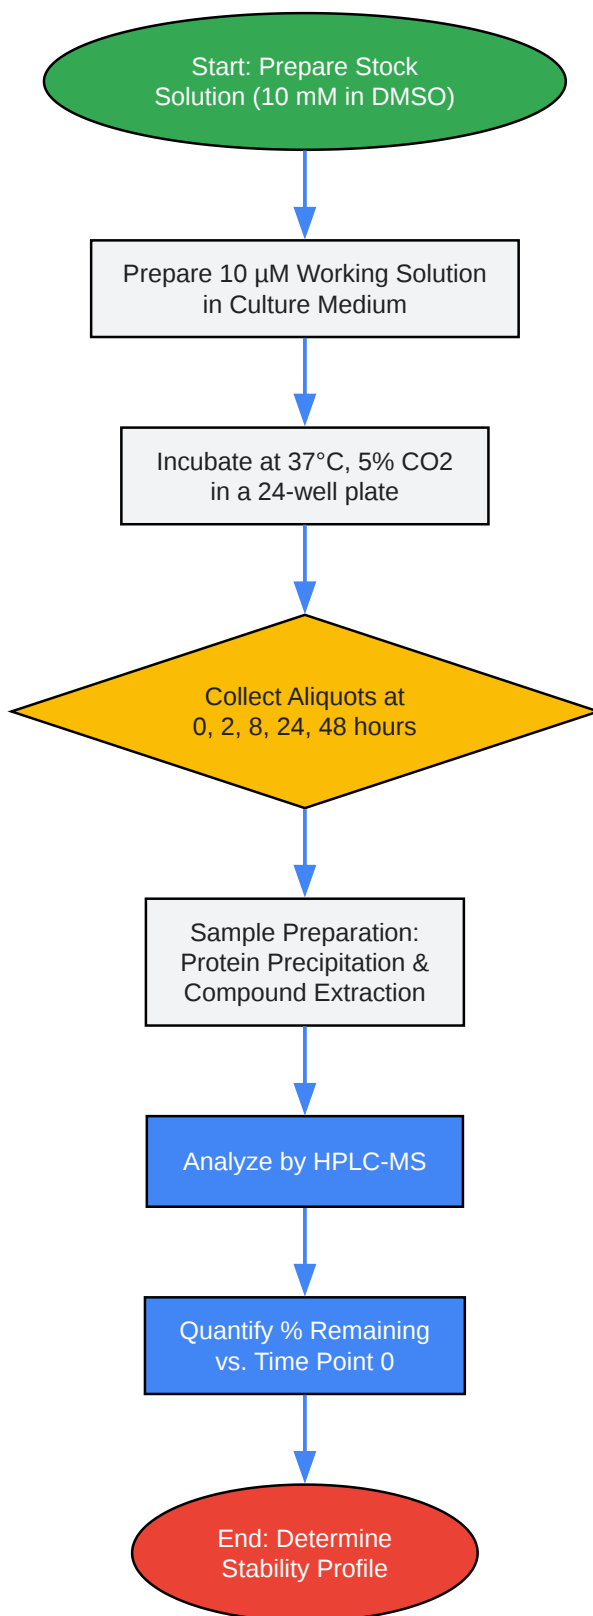 Start: Prepare Stock
Solution (10 mM in DMSO)
Prepare 10 µM Working Solution
in Culture Medium
Incubate at 37°C, 5% CO2
in a 24-well plate
Collect Aliquots at
0, 2, 8, 24, 48 hours
Sample Preparation:
Protein Precipitation &
Compound Extraction
Analyze by HPLC-MS
Quantify % Remaining
vs. Time Point 0
End: Determine
Stability Profile